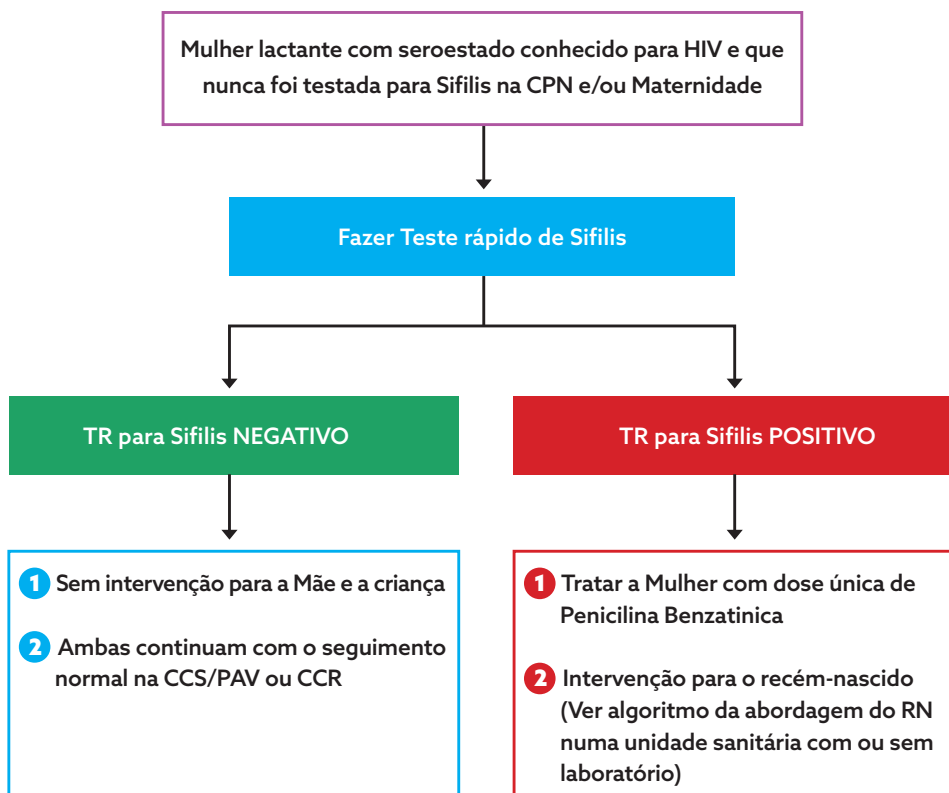 Mulher lactante com seroestado conhecido para HIV e que
nunca foi testada para Sifilis na CPN e/ou Maternidade
Fazer Teste rápido de Sifilis
TR para Sifilis NEGATIVO
TR para Sifilis POSITIVO
1 Sem intervenção para a Mãe e a criança
2 Ambas continuam com o seguimento
normal na CCS/PAV ou CCR
1 Tratar a Mulher com dose única de
Penicilina Benzatinica
2 Intervenção para o recém-nascido
(Ver algoritmo da abordagem do RN
numa unidade sanitária com ou sem
laboratório)